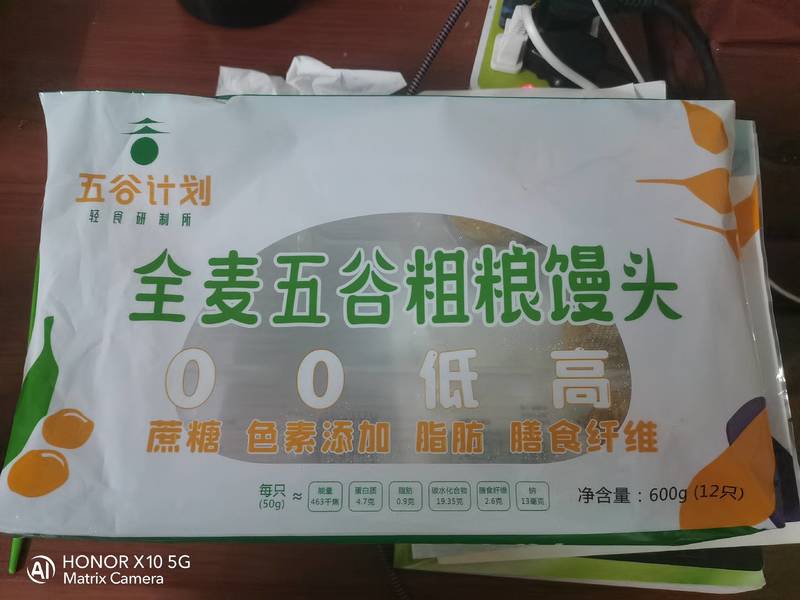 五谷计划
轻食研制所
全麦五谷粗粮馒头
0 0 低 高
蔗糖 色素添加 脂肪 膳食纤维
每只 ≈ 能量 蛋白质 脂肪 碳水化合物 膳食纤维 钠
(50g) 463千焦 4.7克 0.9克 19.35克 2.6克 13毫克
净含量：600g (12只)
AI HONOR X10 5G
Matrix Camera